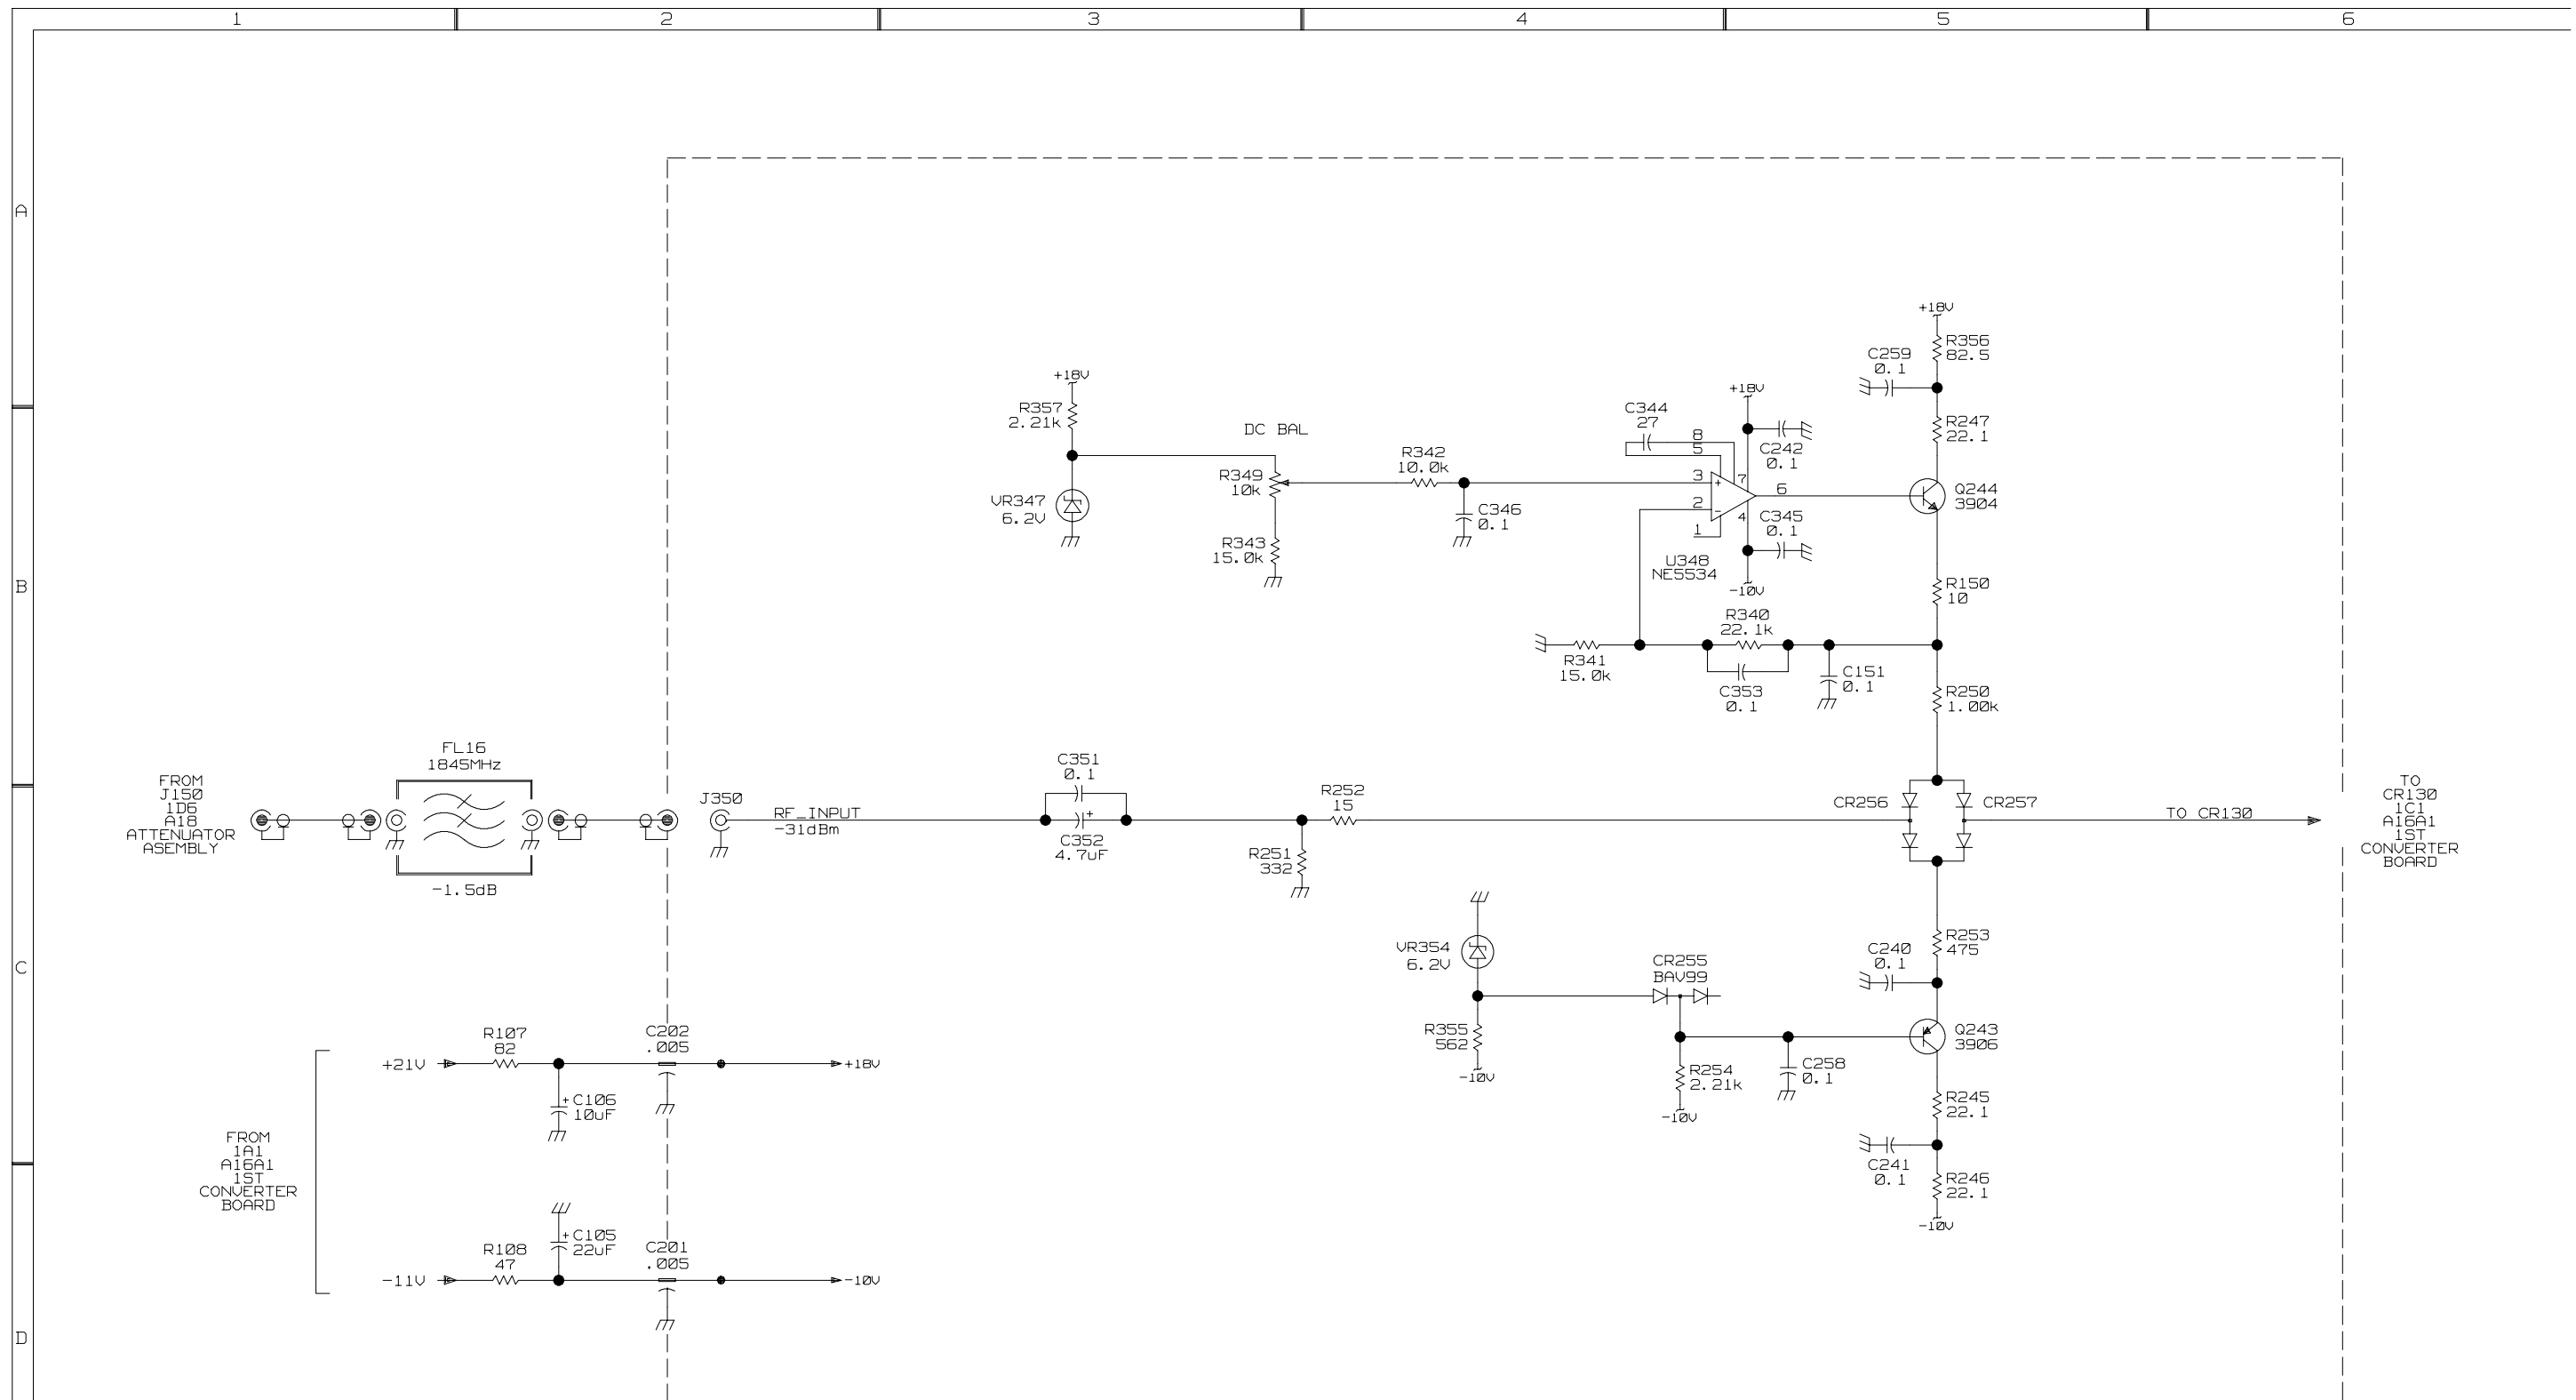 1
2
3
4
5
6
A
B
C
D
+18V
R356
82.5
C259
0.1
+18V
R357
2.21k
+18V
C344
27
R247
22.1
DC BAL
8
5
C242
0.1
R342
10.0k
R349
10k
3
+
7
2
-
4
1
6
Q244
3904
VR347
6.2V
C346
0.1
C345
0.1
R343
15.0k
U348
NE5534
-10V
R150
10
R340
22.1k
R341
15.0k
C353
0.1
C151
0.1
R250
1.00k
FL16
1845MHz
C351
0.1
FROM
J150
1D6
A18
ATTENUATOR
ASEMBLY
J350
RF_INPUT
-31dBm
+
C352
4.7uF
R252
15
CR256
CR257
TO CR130
TO
CR130
1C1
A16A1
1ST
CONVERTER
BOARD
-1.5dB
R251
332
VR354
6.2V
CR255
BAV99
C240
0.1
R253
475
R355
562
-10V
Q243
3906
R254
2.21k
-10V
C258
0.1
R245
22.1
C241
0.1
R246
22.1
-10V
R107
82
C202
.005
+21V
+18V
+
C106
10uF
FROM
1A1
A16A1
1ST
CONVERTER
BOARD
+
C105
22uF
R108
47
C201
.005
-11V
-10V